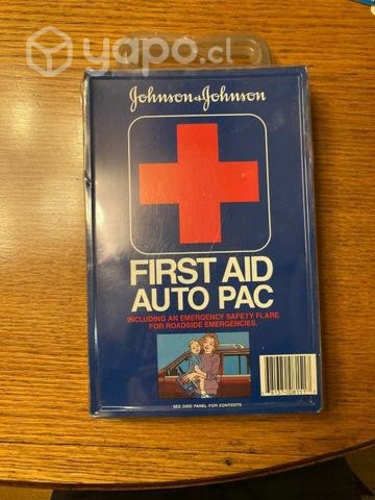 yapo.cl
Johnson & Johnson
FIRST AID
AUTO PAC
INCLUDING AN EMERGENCY SAFETY FLARE
FOR ROADSIDE EMERGENCIES.
SEE SIDE PANEL FOR CONTENTS